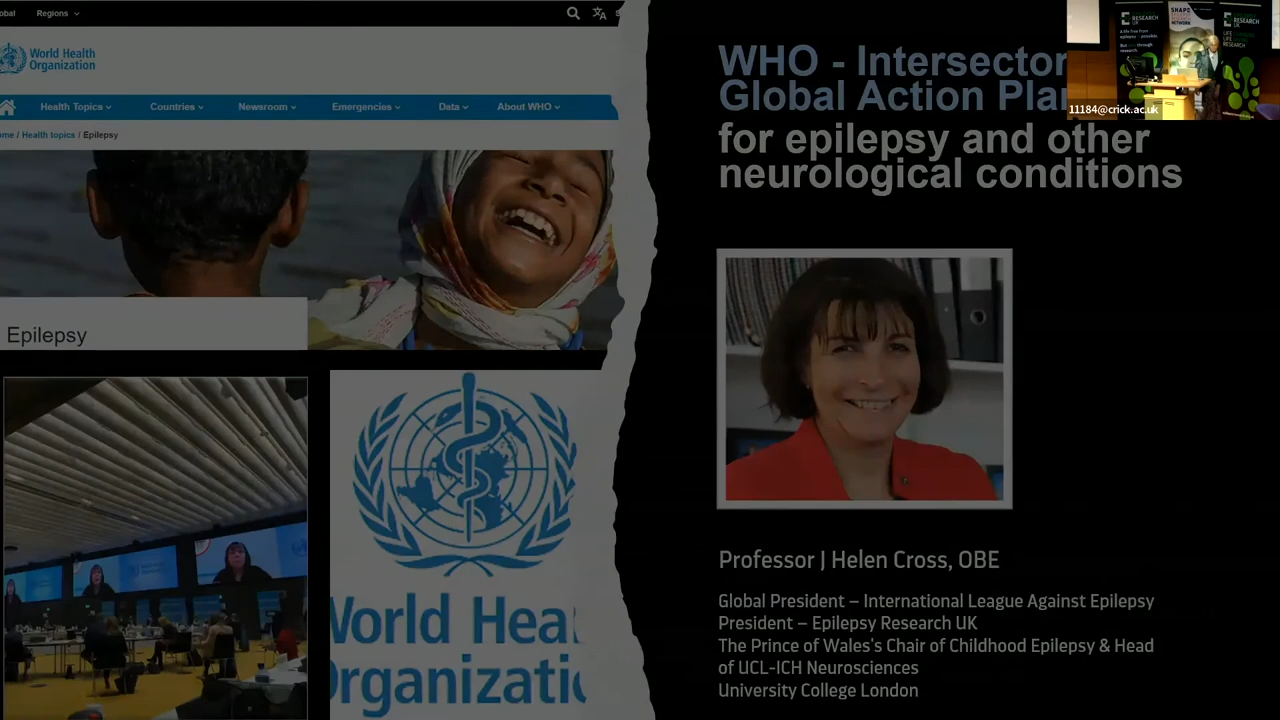 obal Regions
World Health
Organization
Health Topics Countries Newsroom Emergencies Data About WHO
ome / Health topics / Epilepsy
Epilepsy
World Heal
Organizatio
WHO - Intersector
Global Action Plan
for epilepsy and other
neurological conditions
11184@crick.ac.uk
Professor J Helen Cross, OBE
Global President – International League Against Epilepsy
President – Epilepsy Research UK
The Prince of Wales's Chair of Childhood Epilepsy & Head
of UCL-ICH Neurosciences
University College London